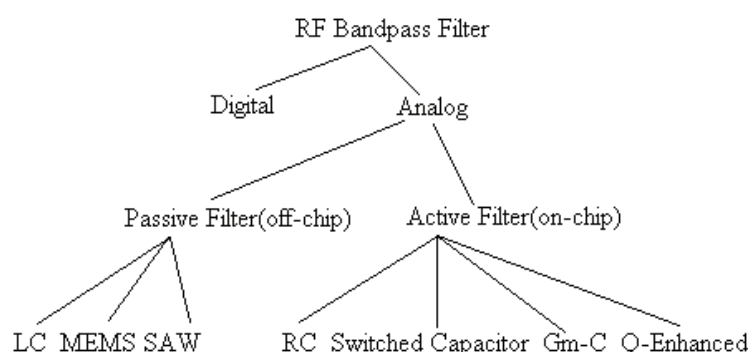 RF Bandpass Filter
Digital Analog
Passive Filter(off-chip) Active Filter(on-chip)
LC MEMS SAW RC Switched Capacitor Gm-C Q-Enhanced